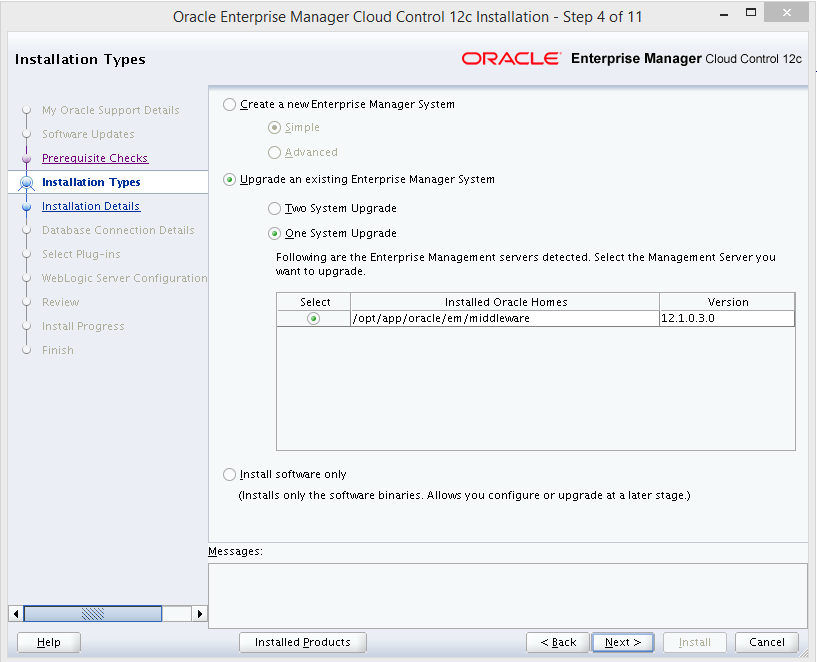 Oracle Enterprise Manager Cloud Control 12c Installation - Step 4 of 11
Installation Types
ORACLE Enterprise Manager Cloud Control 12c
My Oracle Support Details
Software Updates
Prerequisite Checks
Installation Types
Installation Details
Database Connection Details
Select Plug-ins
WebLogic Server Configuration
Review
Install Progress
Finish
Create a new Enterprise Manager System
Simple
Advanced
Upgrade an existing Enterprise Manager System
Two System Upgrade
One System Upgrade
Following are the Enterprise Management servers detected. Select the Management Server you
want to upgrade.
Select Installed Oracle Homes Version
/opt/app/oracle/em/middleware 12.1.0.3.0
Install software only
(Installs only the software binaries. Allows you configure or upgrade at a later stage.)
Messages:
Help Installed Products < Back Next > Install Cancel